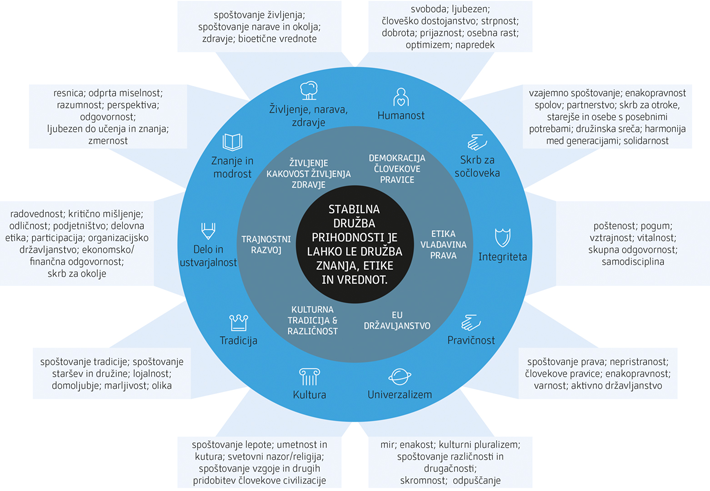 spoštovanje življenja;
spoštovanje narave in okolja;
zdravje; bioetične vrednote
svoboda; ljubezen;
človeško dostojanstvo; strpnost;
dobrota; prijaznost; osebna rast;
optimizem; napredek
resnica; odprta miselnost;
razumnost; perspektiva;
odgovornost;
ljubezen do učenja in znanja;
zmernost
vzajemno spoštovanje; enakopravnost
spolov; partnerstvo; skrb za otroke,
starejše in osebe s posebnimi
potrebami; družinska sreča; harmonija
med generacijami; solidarnost
radovednost; kritično mišljenje;
odličnost; podjetništvo; delovna
etika; participacija; organizacijsko
državljanstvo; ekonomsko/
finančna odgovornost;
skrb za okolje
poštenost; pogum;
vztrajnost; vitalnost;
skupna odgovornost;
samodisciplina
spoštovanje tradicije; spoštovanje
staršev in družine; lojalnost;
domoljubje; marljivost; olika
spoštovanje prava; nepristranost;
človekove pravice; enakopravnost;
varnost; aktivno državljanstvo
spoštovanje lepote; umetnost in
kutura; svetovni nazor/religija;
spoštovanje vzgoje in drugih
pridobitev človekove civilizacije
mir; enakost; kulturni pluralizem;
spoštovanje različnosti in
drugačnosti;
skromnost; odpuščanje
Življenje, narava,
zdravje
Humanost
Znanje in
modrost
Skrb za
sočloveka
Delo in
ustvarjalnost
Integriteta
Tradicija
Pravičnost
Kultura
Univerzalizem
ŽIVLJENJE
KAKOVOST ŽIVLJENJA
ZDRAVJE
DEMOKRACIJA
ČLOVEKOVE
PRAVICE
TRAJNOSTNI
RAZVOJ
ETIKA
VLADAVINA
PRAVA
KULTURNA
TRADICIJA &
RAZLIČNOST
EU
DRŽAVLJANSTVO
STABILNA
DRUŽBA
PRIHODNOSTI JE
LAHKO LE DRUŽBA
ZNANJA, ETIKE
IN VREDNOT.